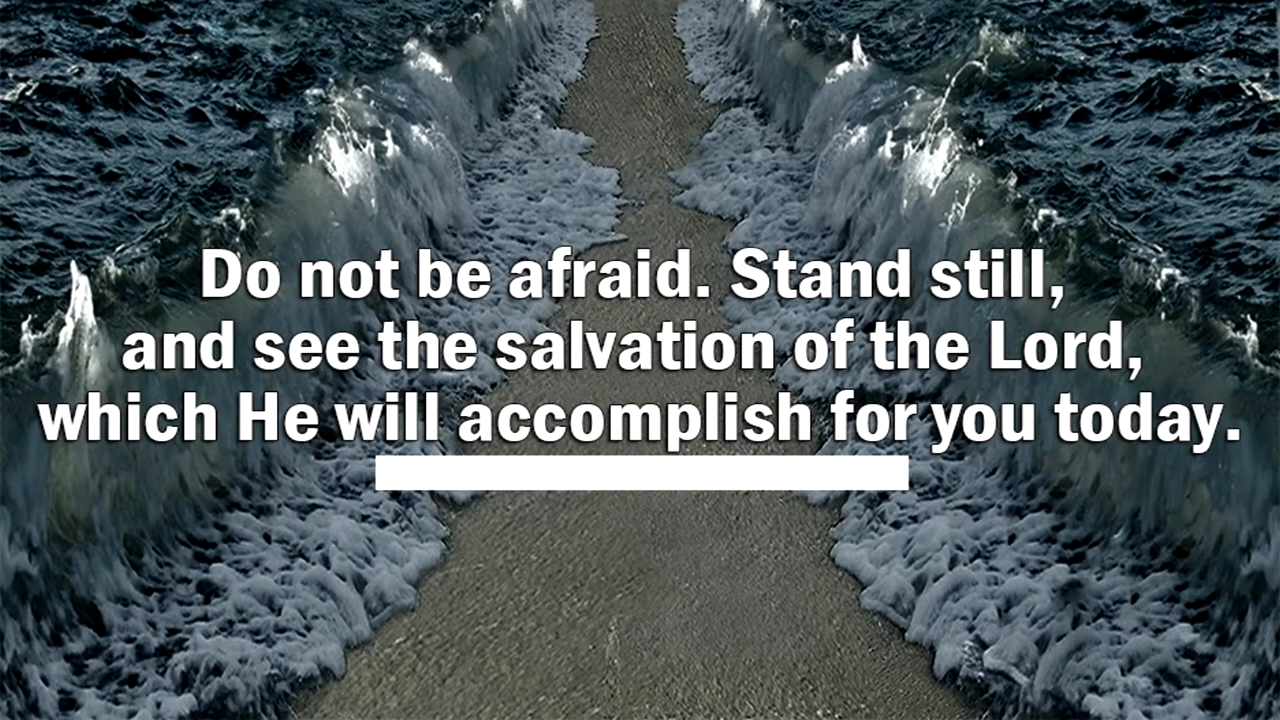 Do not be afraid. Stand still,
and see the salvation of the Lord,
which He will accomplish for you today.